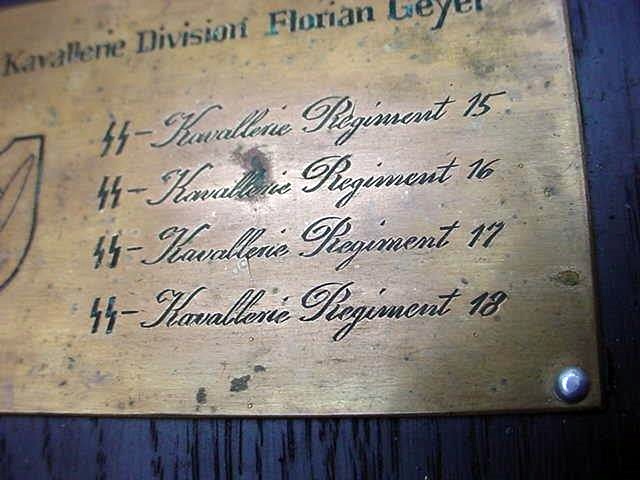 Kavallerie Division Florian Geyer
SS-Kavallerie Regiment 15
SS-Kavallerie Regiment 16
SS-Kavallerie Regiment 17
SS-Kavallerie Regiment 18